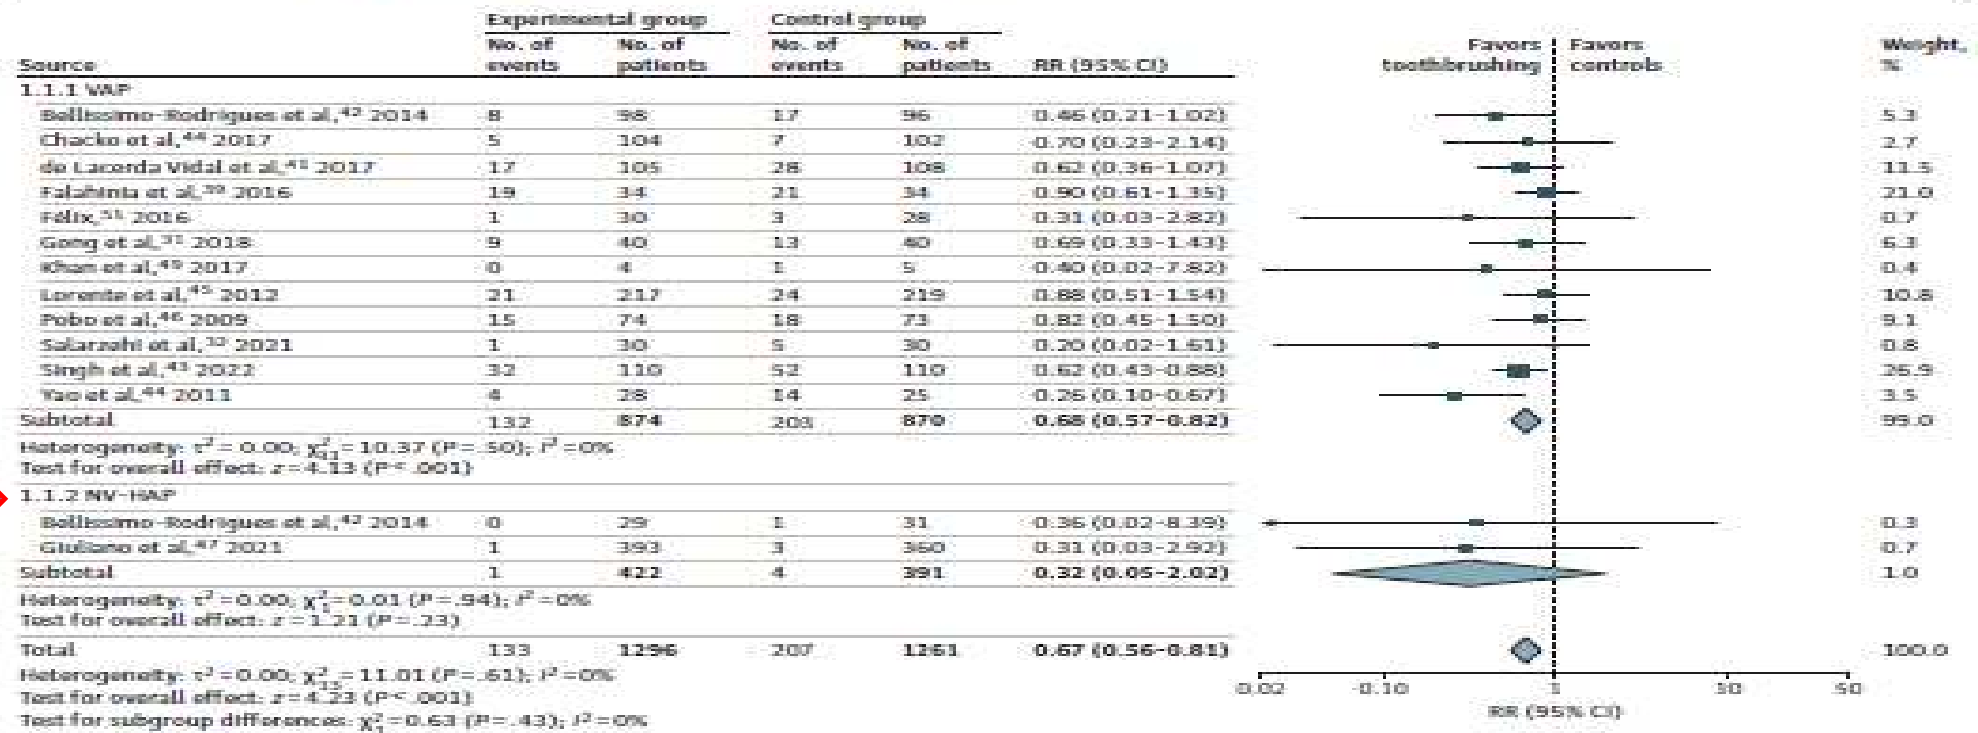 Experimental group Control group
No. of events No. of patients No. of events No. of patients Favors toothbrushing Favors controls Weight, %
Source RR (95% CI)
1.1.1 VAP
Bellissimo-Rodrigues et al,42 2014 8 98 17 96 0.46 (0.21-1.02) 5.3
Chacko et al, 2017 5 104 7 102 0.70 (0.23-2.14) 2.7
de Lacerda Vidal et al, 2017 17 105 28 108 0.62 (0.36-1.07) 11.5
Falahinia et al, 2016 19 34 21 34 0.90 (0.61-1.35) 21.0
Félix, 2016 1 30 3 28 0.31 (0.03-2.82) 0.7
Gong et al, 2018 9 40 13 40 0.69 (0.33-1.43) 6.3
Khan et al, 2017 0 4 1 5 0.40 (0.02-7.82) 0.4
Lorente et al,45 2012 21 217 24 219 0.88 (0.51-1.54) 10.8
Pobo et al,46 2009 15 74 18 73 0.82 (0.45-1.50) 9.1
Salarzehi et al, 2021 1 30 5 30 0.20 (0.02-1.61) 0.8
Singh et al, 2022 32 110 52 110 0.62 (0.43-0.88) 26.9
Yao et al,44 2011 4 28 14 25 0.26 (0.10-0.67) 3.5
Subtotal 132 874 203 870 0.68 (0.57-0.82) 99.0
Heterogeneity: τ² = 0.00; χ²₁₁ = 10.37 (P = .50); I² = 0%
Test for overall effect: z = 4.13 (P < .001)
1.1.2 NV-HAP
Bellissimo-Rodrigues et al,42 2014 0 29 1 31 0.36 (0.02-8.39) 0.3
Giuliano et al,47 2021 1 393 3 360 0.31 (0.03-2.92) 0.7
Subtotal 1 422 4 391 0.32 (0.05-2.02) 1.0
Heterogeneity: τ² = 0.00; χ²₁ = 0.01 (P = .94); I² = 0%
Test for overall effect: z = 1.21 (P = .23)
Total 133 1296 207 1261 0.67 (0.56-0.81) 100.0
Heterogeneity: τ² = 0.00; χ²₁₃ = 11.01 (P = .61); I² = 0%
Test for overall effect: z = 4.23 (P < .001)
Test for subgroup differences: χ²₁ = 0.63 (P = .43); I² = 0%
0.02 0.10 1 10 50
RR (95% CI)